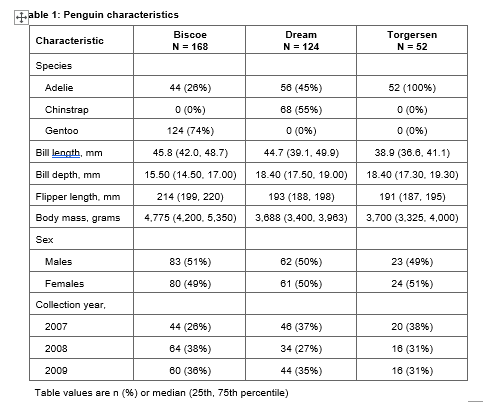 Table 1: Penguin characteristics
Characteristic Biscoe N = 168 Dream N = 124 Torgersen N = 52
Species
Adelie 44 (26%) 56 (45%) 52 (100%)
Chinstrap 0 (0%) 68 (55%) 0 (0%)
Gentoo 124 (74%) 0 (0%) 0 (0%)
Bill length, mm 45.8 (42.0, 48.7) 44.7 (39.1, 49.9) 38.9 (36.6, 41.1)
Bill depth, mm 15.50 (14.50, 17.00) 18.40 (17.50, 19.00) 18.40 (17.30, 19.30)
Flipper length, mm 214 (199, 220) 193 (188, 198) 191 (187, 195)
Body mass, grams 4,775 (4,200, 5,350) 3,688 (3,400, 3,963) 3,700 (3,325, 4,000)
Sex
Males 83 (51%) 62 (50%) 23 (49%)
Females 80 (49%) 61 (50%) 24 (51%)
Collection year,
2007 44 (26%) 46 (37%) 20 (38%)
2008 64 (38%) 34 (27%) 16 (31%)
2009 60 (36%) 44 (35%) 16 (31%)
Table values are n (%) or median (25th, 75th percentile)